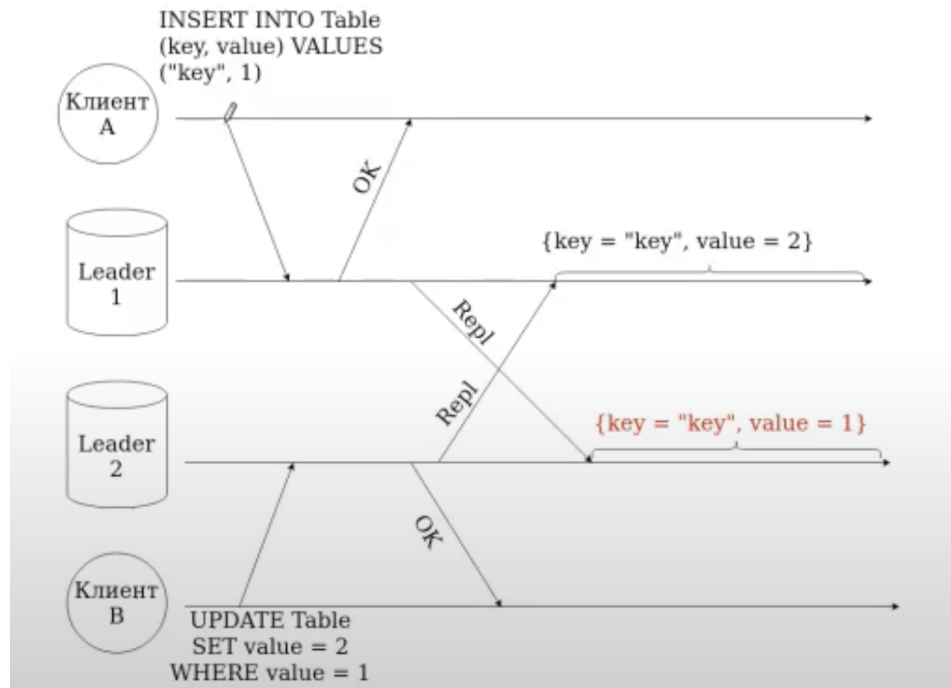 INSERT INTO Table
(key, value) VALUES
("key", 1)
Клиент
A
OK
Leader
1
{key = "key", value = 2}
Repl
Repl
Leader
2
{key = "key", value = 1}
OK
Клиент
B
UPDATE Table
SET value = 2
WHERE value = 1